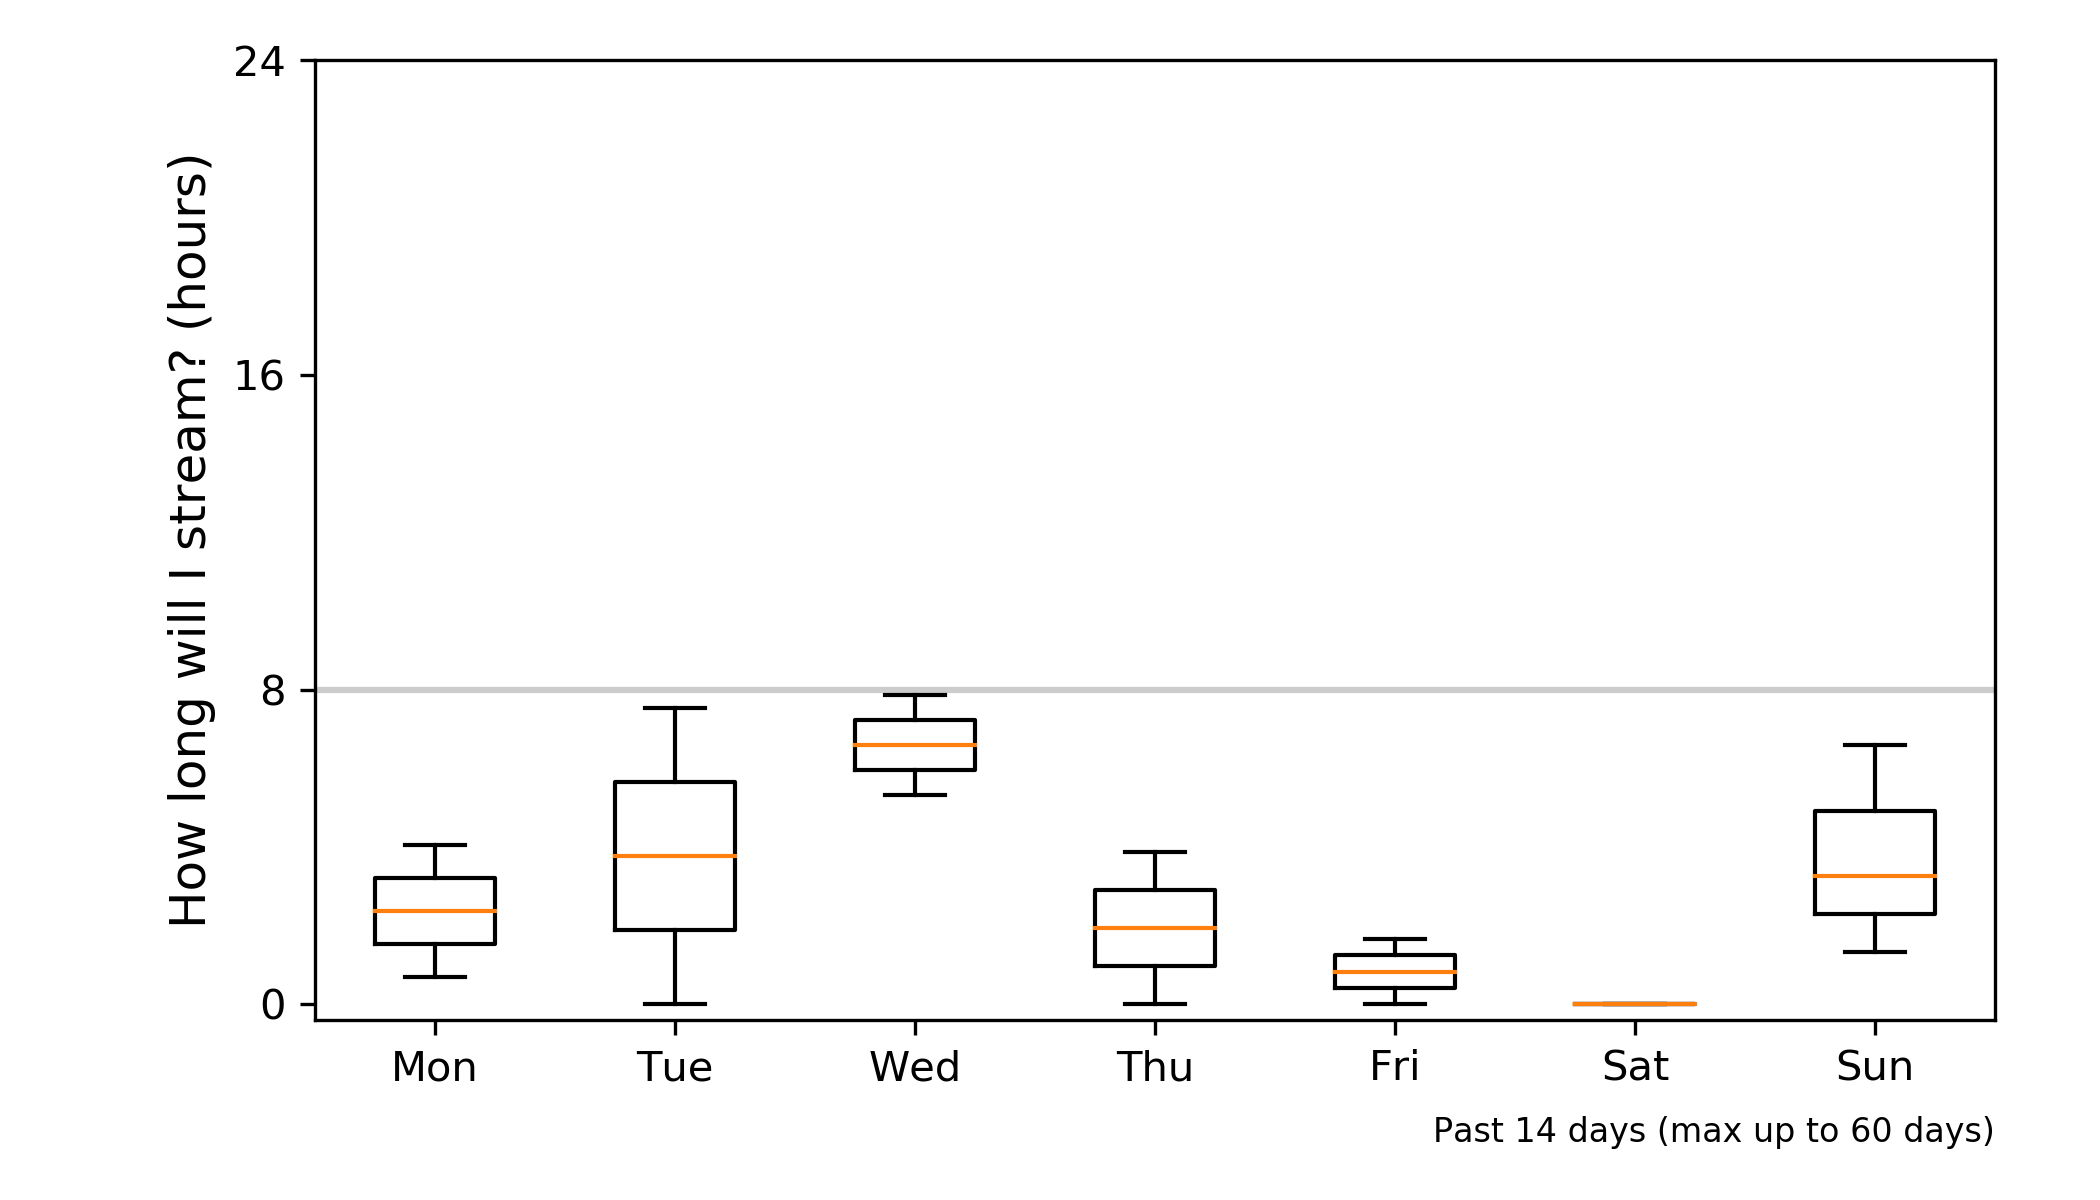 How long will I stream? (hours)
24
16
8
0
Mon Tue Wed Thu Fri Sat Sun
Past 14 days (max up to 60 days)